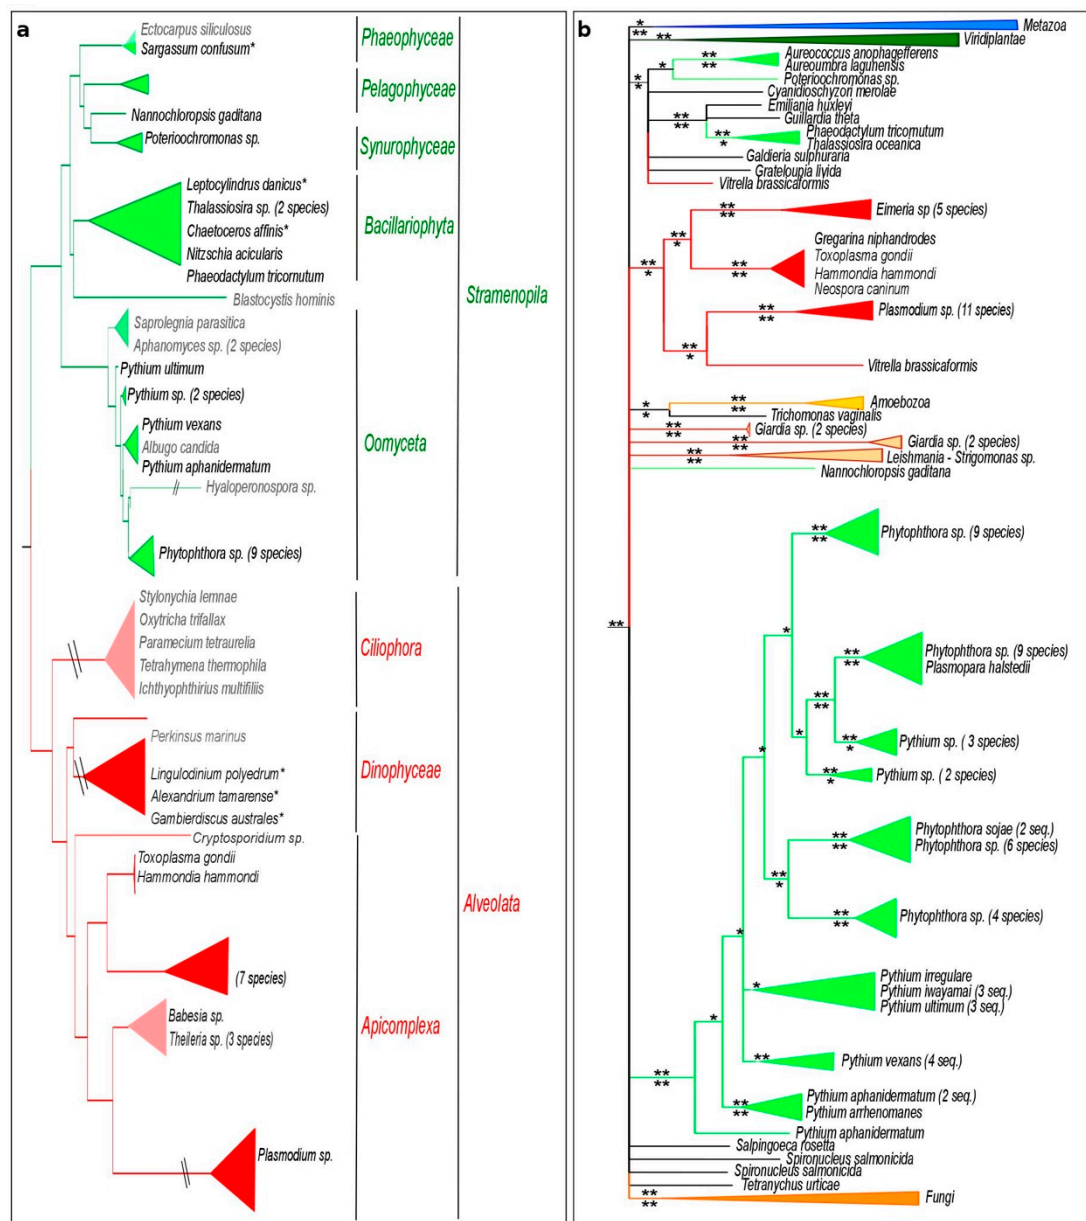 a
Ectocarpus siliculosus
Sargassum confusum*
Phaeophyceae
Pelagophyceae
Nannochloropsis gaditana
Poterioochromonas sp.
Synurophyceae
Leptocylindrus danicus*
Thalassiosira sp. (2 species)
Chaetoceros affinis*
Nitzschia acicularis
Phaeodactylum tricornutum
Bacillariophyta
Blastocystis hominis
Stramenopila
Saprolegnia parasitica
Aphanomyces sp. (2 species)
Pythium ultimum
Pythium sp. (2 species)
Pythium vexans
Albugo candida
Pythium aphanidermatum
Oomyceta
Hyaloperonospora sp.
Phytophthora sp. (9 species)
Stylonychia lemnae
Oxytricha trifallax
Paramecium tetraurelia
Tetrahymena thermophila
Ichthyophthirius multifiliis
Ciliophora
Perkinsus marinus
Lingulodinium polyedrum*
Alexandrium tamarense*
Gambierdiscus australes*
Dinophyceae
Cryptosporidium sp.
Toxoplasma gondii
Hammondia hammondi
Alveolata
(7 species)
Babesia sp.
Theileria sp. (3 species)
Apicomplexa
Plasmodium sp.
b
Metazoa
Viridiplantae
Aureococcus anophagefferens
Aureoumbra laguhensis
Poterioochromonas sp.
Cyanidioschyzon merolae
Emiliania huxleyi
Guillardia theta
Phaeodactylum tricornutum
Thalassiosira oceanica
Galdieria sulphuraria
Grateloupia livida
Vitrella brassicaformis
Eimeria sp (5 species)
Gregarina niphandrodes
Toxoplasma gondii
Hammondia hammondi
Neospora caninum
Plasmodium sp. (11 species)
Vitrella brassicaformis
Amoebozoa
Trichomonas vaginalis
Giardia sp. (2 species)
Giardia sp. (2 species)
Leishmania - Strigomonas sp.
Nannochloropsis gaditana
Phytophthora sp. (9 species)
Phytophthora sp. (9 species)
Plasmopara halstedii
Pythium sp. ( 3 species)
Pythium sp. ( 2 species)
Phytophthora sojae (2 seq.)
Phytophthora sp. (6 species)
Phytophthora sp. (4 species)
Pythium irregulare
Pythium iwayamai (3 seq.)
Pythium ultimum (3 seq.)
Pythium vexans (4 seq.)
Pythium aphanidermatum (2 seq.)
Pythium arrhenomanes
Pythium aphanidermatum
Salpingoeca rosetta
Spironucleus salmonicida
Spironucleus salmonicida
Tetranychus urticae
Fungi